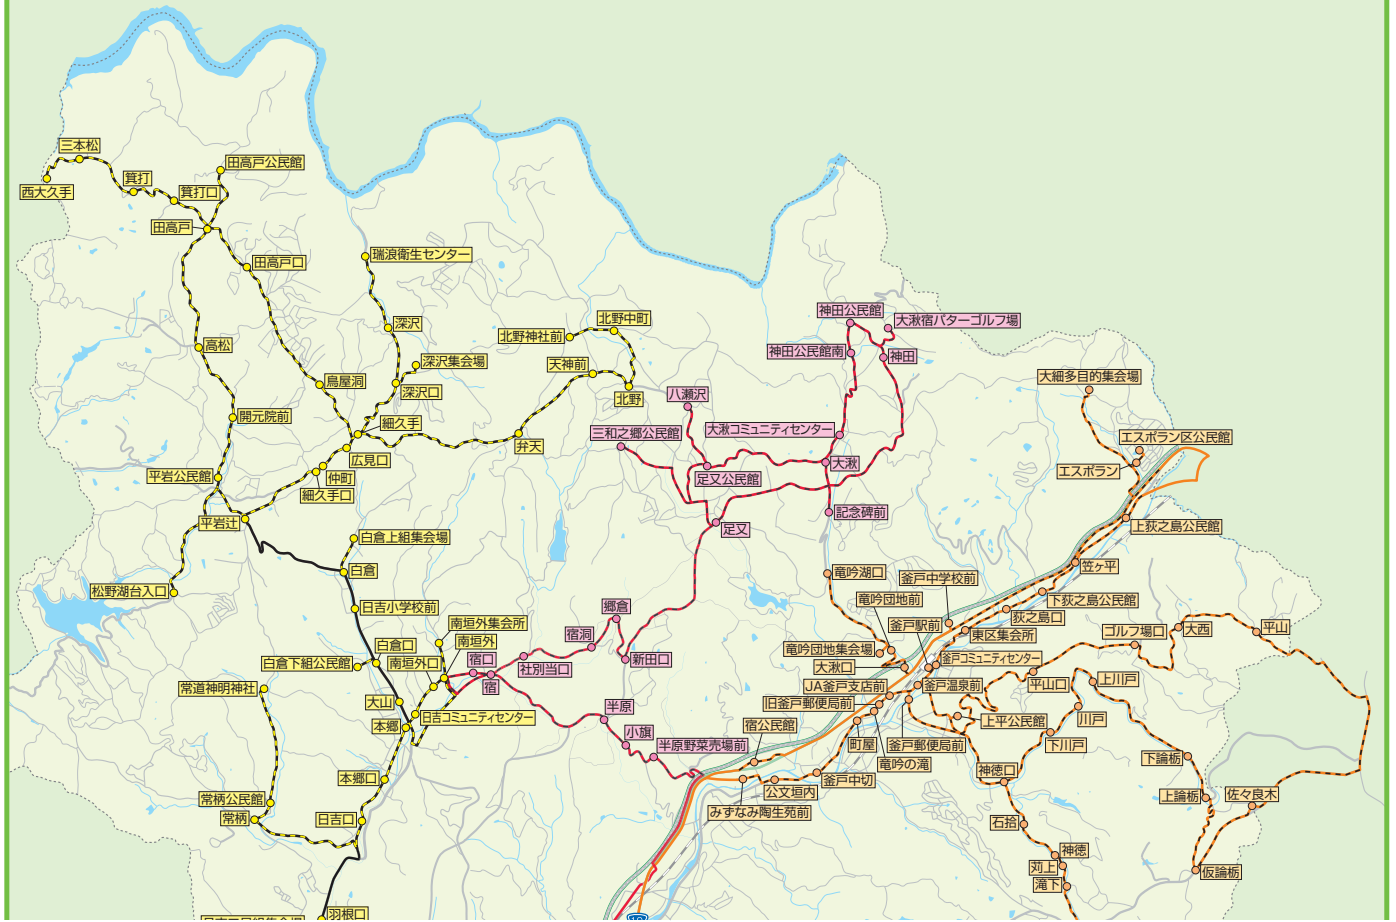 三本松
田高戸公民館
箕打
箕打口
西大久手
田高戸
田高戸口
瑞浪衛生センター
高松
深沢
深沢集会場
鳥屋洞
深沢口
開元院前
細久手
広見口
仲町
細久手口
平岩公民館
平岩辻
松野湖台入口
北野神社前
北野中町
天神前
北野
弁天
白倉上組集会場
白倉
日吉小学校前
南垣外集会所
南垣外
白倉口
白倉下組公民館
南垣外口
常道神明神社
大山
本郷
日吉コミュニティセンター
本郷口
常柄公民館
常柄
日吉口
羽根口
神田公民館
大湫宿パターゴルフ場
神田公民館南
神田
八瀬沢
三和之郷公民館
大湫コミュニティセンター
大湫
足又公民館
記念碑前
足又
郷倉
宿洞
新田口
宿口
社別当口
宿
半原
小旗
半原野菜売場前
大細多目的集会場
エスポラン区公民館
エスポラン
上荻之島公民館
笠ヶ平
竜吟湖口
釜戸中学校前
竜吟団地前
下荻之島公民館
荻之島口
釜戸駅前
東区集会所
竜吟団地集会場
大湫口
釜戸コミュニティセンター
ゴルフ場口
大西
平山
JA釜戸支店前
釜戸温泉前
平山口
上川戸
旧釜戸郵便局前
宿公民館
上平公民館
川戸
町屋
釜戸郵便局前
下川戸
竜吟の滝
下論栃
神徳口
釜戸中切
公文垣内
上論栃
佐々良木
みずなみ陶生苑前
石拾
神徳
苅上
滝下
仮論栃